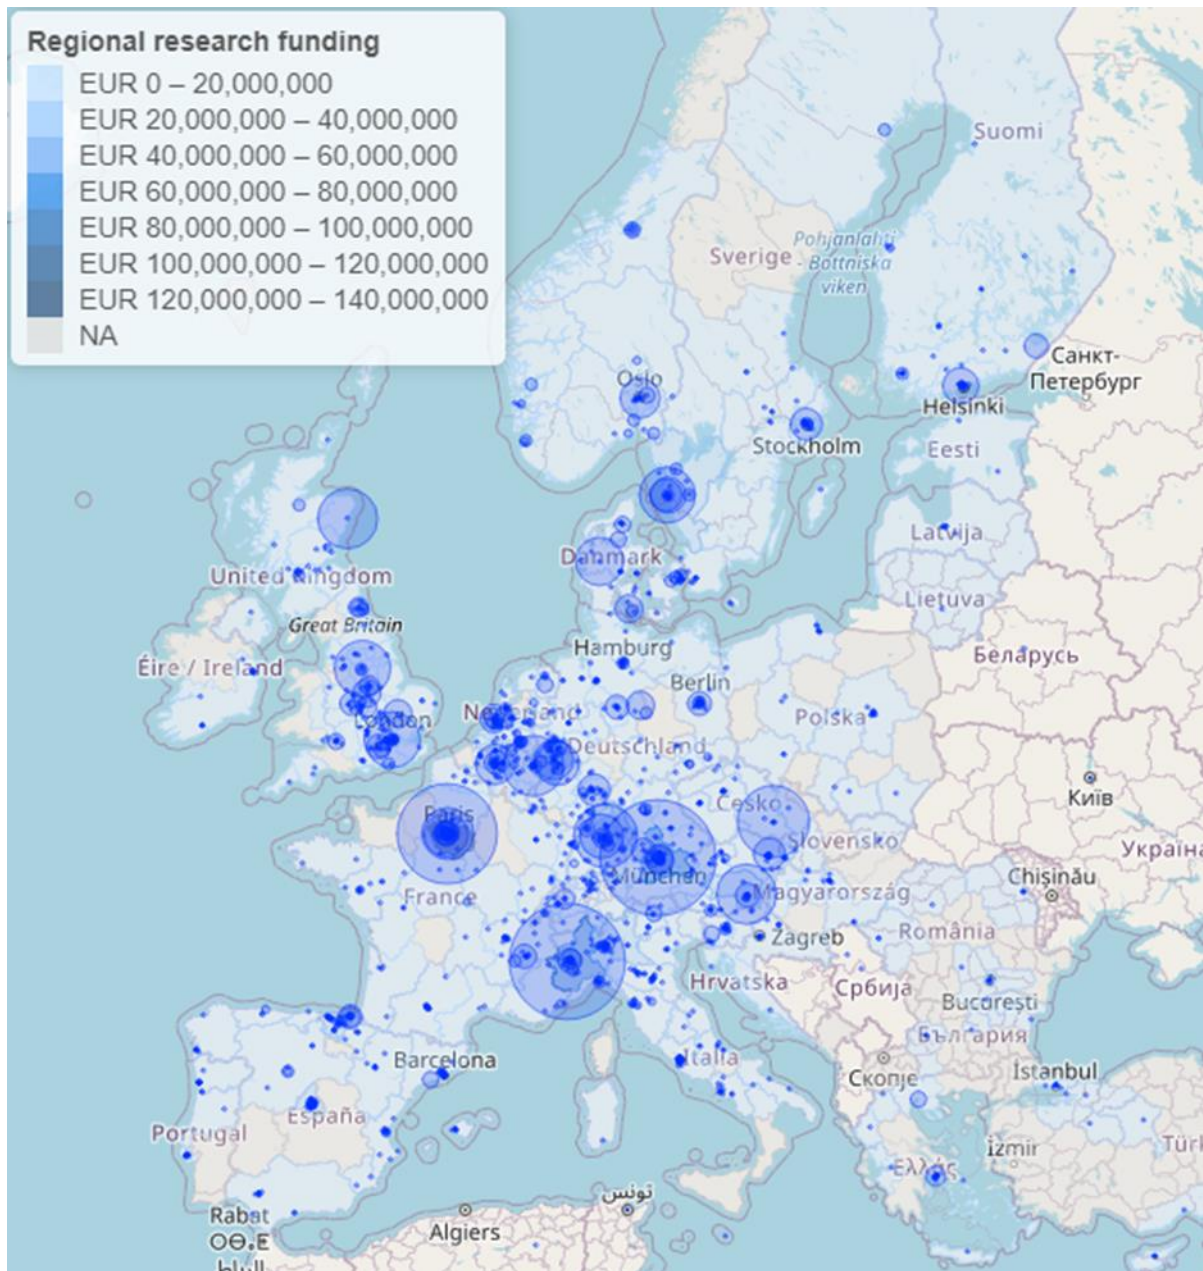 Regional research funding
EUR 0 – 20,000,000
EUR 20,000,000 – 40,000,000
EUR 40,000,000 – 60,000,000
EUR 60,000,000 – 80,000,000
EUR 80,000,000 – 100,000,000
EUR 100,000,000 – 120,000,000
EUR 120,000,000 – 140,000,000
NA
Suomi
Sverige
Pohjanlahti
- Bottniska
viken
Санкт-
Петербург
Oslo
Helsinki
Stockholm
Eesti
Latvija
Danmark
United Kingdom
Lietuva
Great Britain
Hamburg
Беларусь
Éire / Ireland
Berlin
London
Nederland
Polska
Deutschland
Київ
Paris
Česko
Slovensko
Україна
München
Chișinău
France
Magyarország
Zagreb
România
Hrvatska
Србија
București
България
Barcelona
Italia
Скопје
İstanbul
España
Portugal
İzmir
Ελλάς
Rabat
ⵔⴱⴰⵟ
الرباط
Algiers
تونس